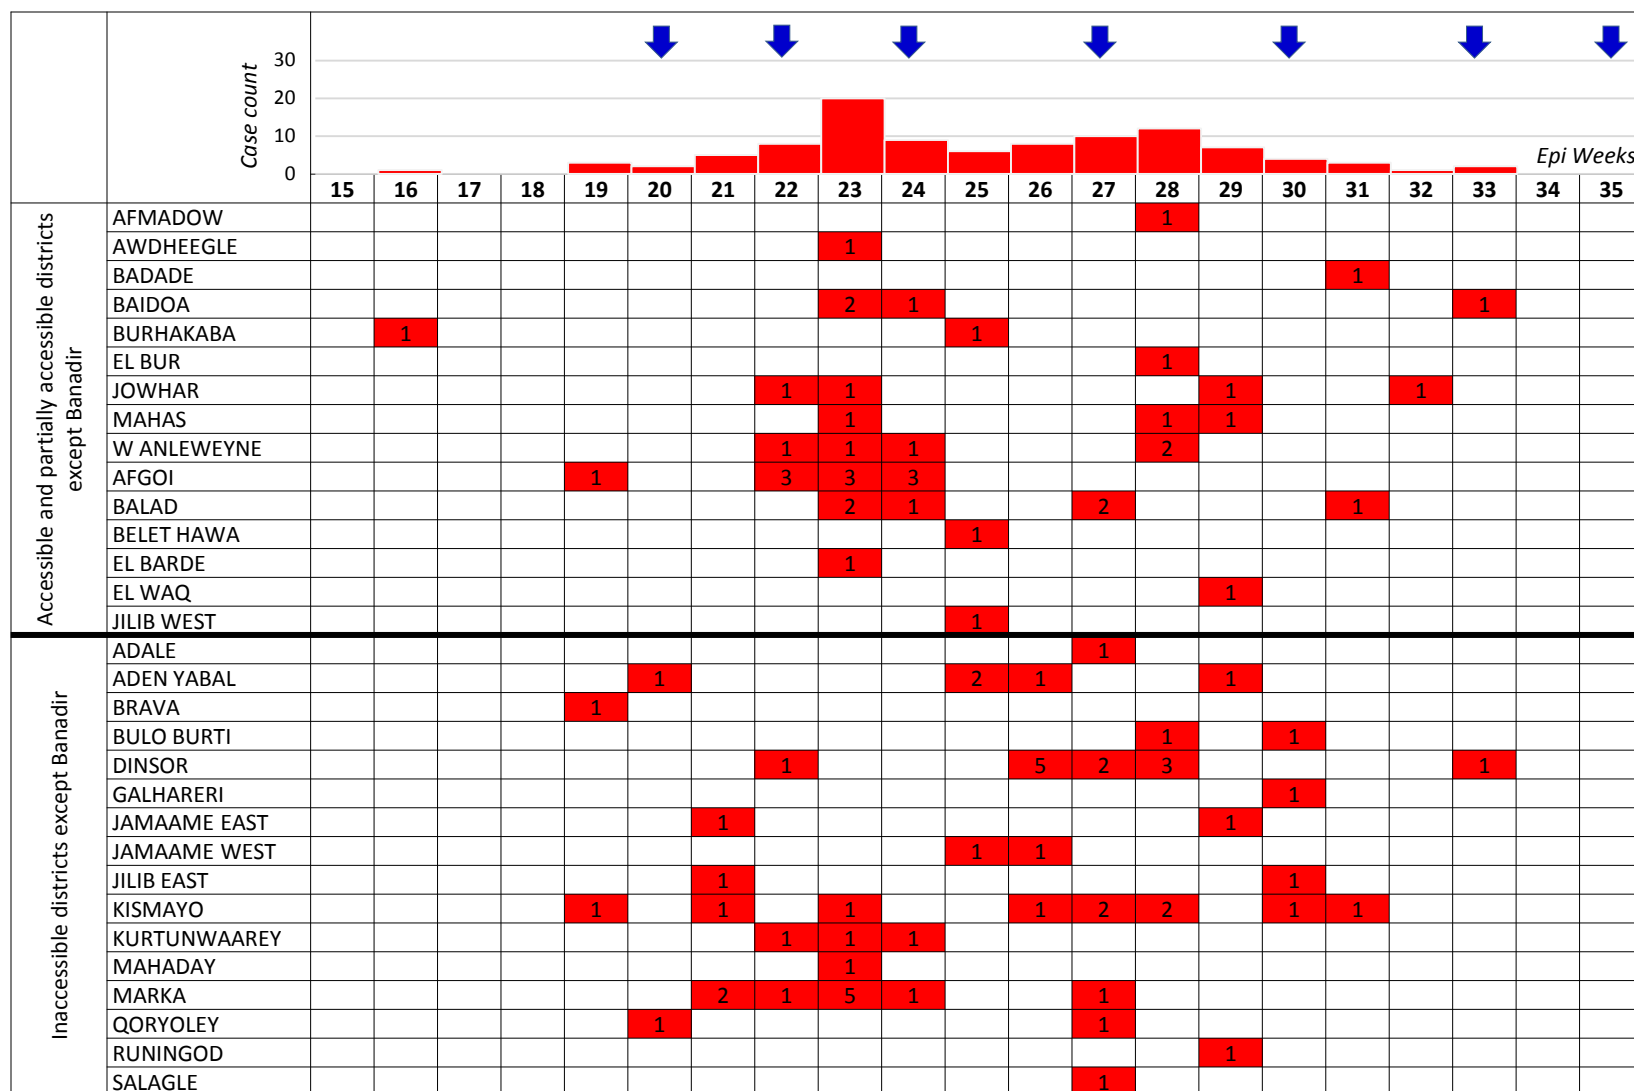 30
20
10
0
Case count
Epi Weeks
15 16 17 18 19 20 21 22 23 24 25 26 27 28 29 30 31 32 33 34 35
Accessible and partially accessible districts
except Banadir
AFMADOW 1
AWDHEEGLE 1
BADADE 1
BAIDOA 2 1 1
BURHAKABA 1 1
EL BUR 1
JOWHAR 1 1 1 1
MAHAS 1 1 1
W ANLEWEYNE 1 1 1 2
AFGOI 1 3 3 3
BALAD 2 1 2 1
BELET HAWA 1
EL BARDE 1
EL WAQ 1
JILIB WEST 1
Inaccessible districts except Banadir
ADALE 1
ADEN YABAL 1 2 1 1
BRAVA 1
BULO BURTI 1 1
DINSOR 1 5 2 3 1
GALHARERI 1
JAMAAME EAST 1 1
JAMAAME WEST 1 1
JILIB EAST 1 1
KISMAYO 1 1 1 1 2 2 1 1
KURTUNWAAREY 1 1 1
MAHADAY 1
MARKA 2 1 5 1 1
QORYOLEY 1 1
RUNINGOD 1
SALAGLE 1